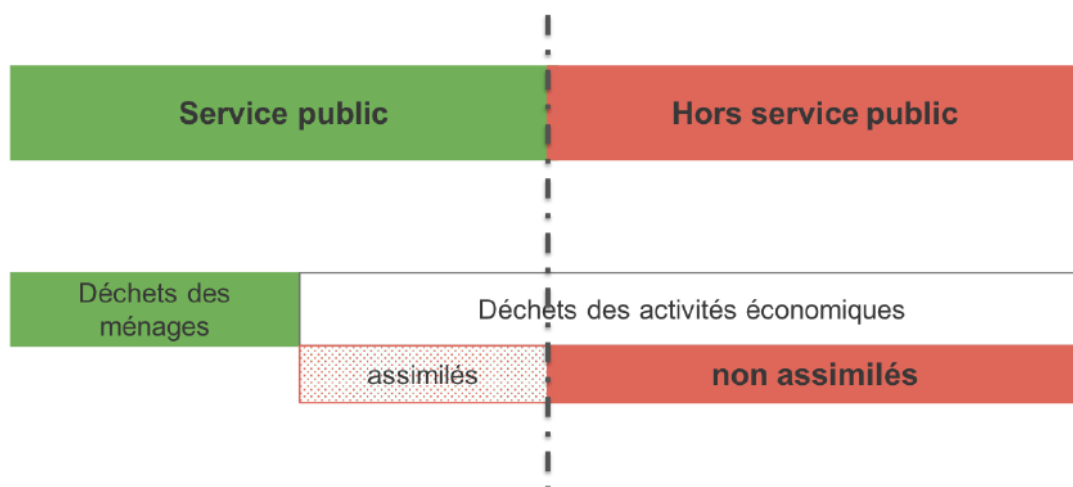 Service public
Hors service public
Déchets des
ménages
Déchets des activités économiques
assimilés
non assimilés